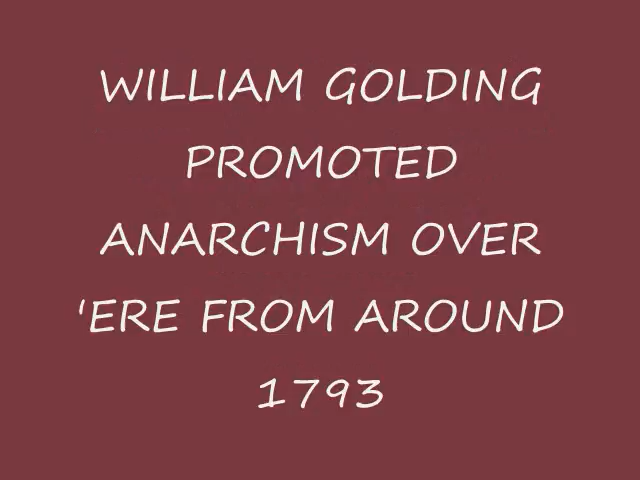 WILLIAM GOLDING
PROMOTED
ANARCHISM OVER
'ERE FROM AROUND
1793